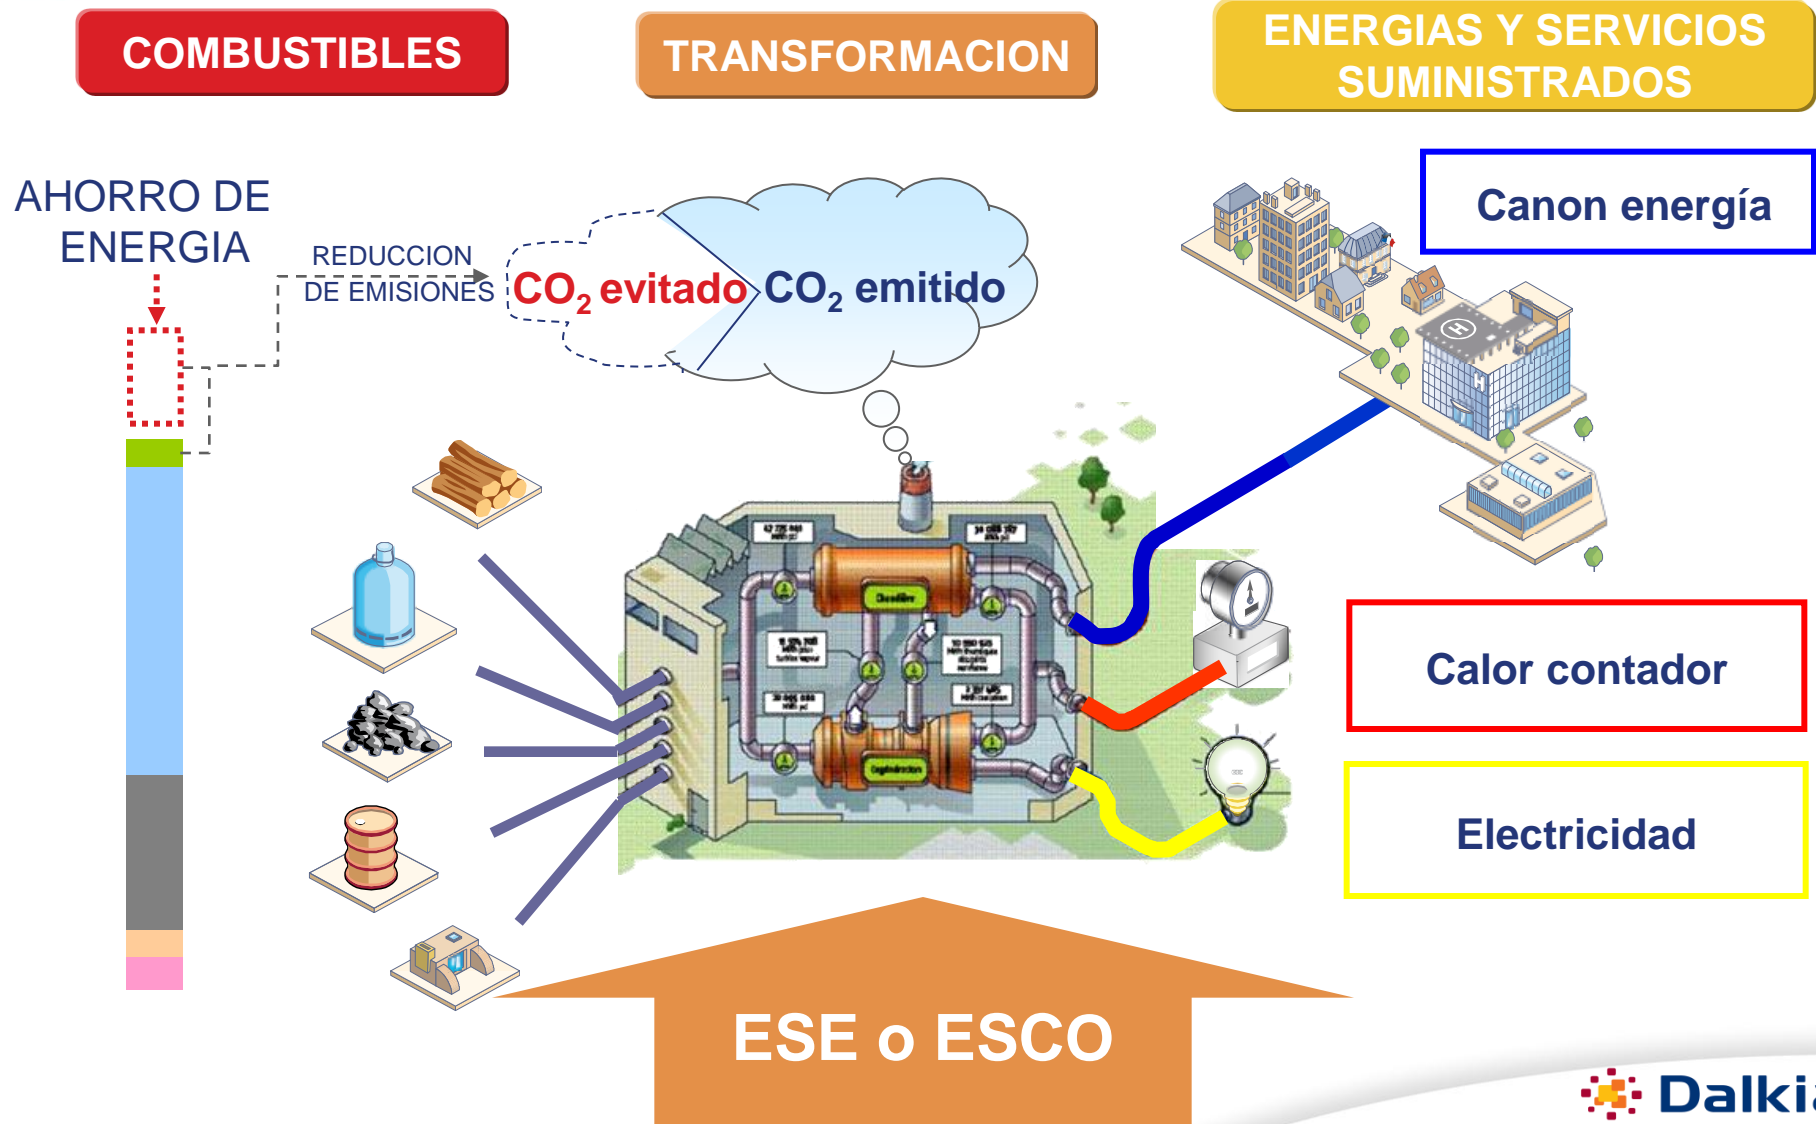 COMBUSTIBLES
TRANSFORMACION
ENERGIAS Y SERVICIOS
SUMINISTRADOS
AHORRO DE
ENERGIA
REDUCCION
DE EMISIONES
CO2 evitado
CO2 emitido
Canon energía
Calor contador
Electricidad
H
H
ESE o ESCO
Dalkia